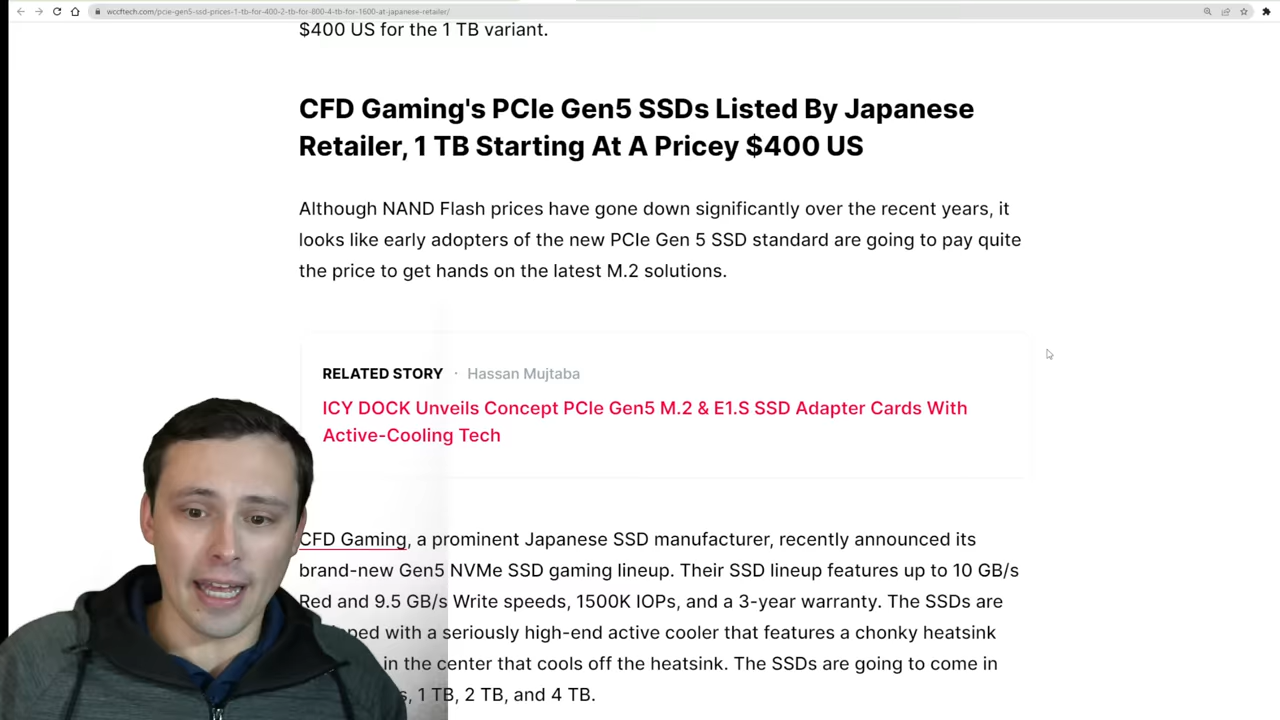 wccftech.com/pcie-gen5-ssd-prices-1-tb-for-400-2-tb-for-800-4-tb-for-1600-at-japanese-retailer/
$400 US for the 1 TB variant.
CFD Gaming's PCIe Gen5 SSDs Listed By Japanese
Retailer, 1 TB Starting At A Pricey $400 US
Although NAND Flash prices have gone down significantly over the recent years, it
looks like early adopters of the new PCIe Gen 5 SSD standard are going to pay quite
the price to get hands on the latest M.2 solutions.
RELATED STORY · Hassan Mujtaba
ICY DOCK Unveils Concept PCIe Gen5 M.2 & E1.S SSD Adapter Cards With
Active-Cooling Tech
CFD Gaming, a prominent Japanese SSD manufacturer, recently announced its
brand-new Gen5 NVMe SSD gaming lineup. Their SSD lineup features up to 10 GB/s
Red and 9.5 GB/s Write speeds, 1500K IOPs, and a 3-year warranty. The SSDs are
with a seriously high-end active cooler that features a chonky heatsink
in the center that cools off the heatsink. The SSDs are going to come in
1 TB, 2 TB, and 4 TB.